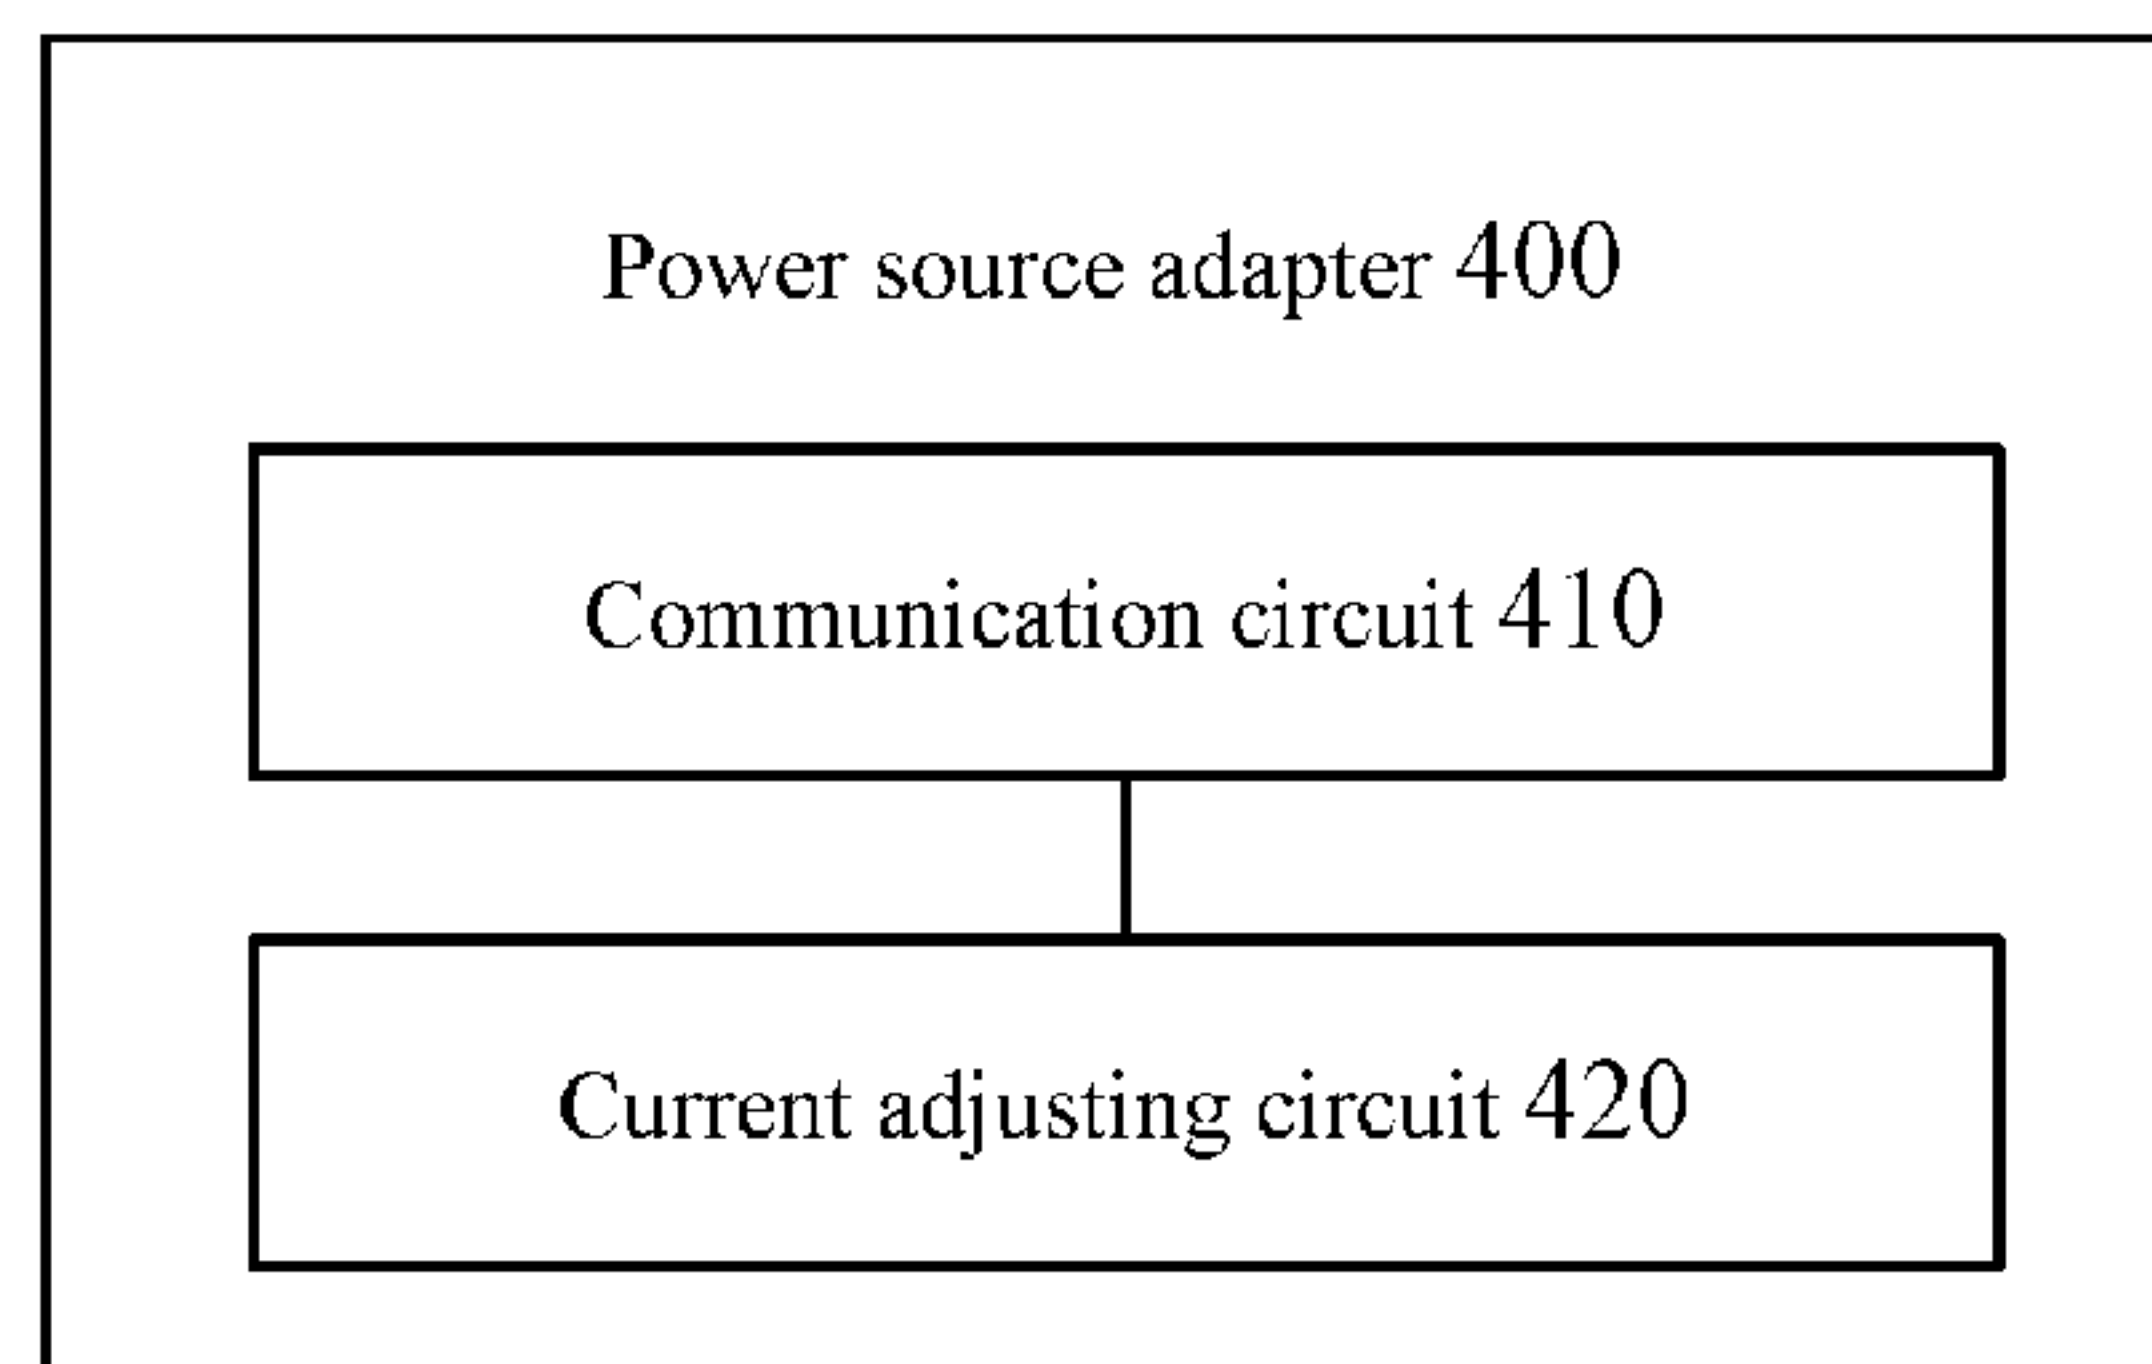 Power source adapter 400
Communication circuit 410
Current adjusting circuit 420